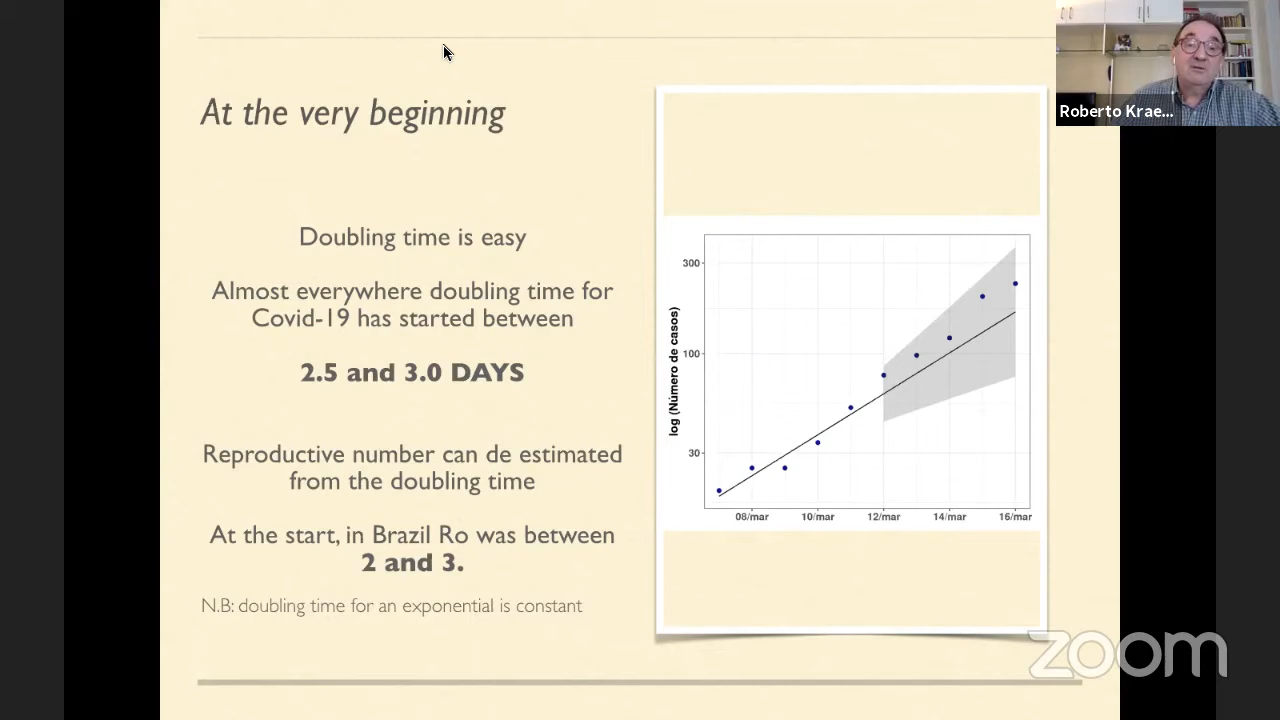 At the very beginning
Doubling time is easy
Almost everywhere doubling time for
Covid-19 has started between
2.5 and 3.0 DAYS
Reproductive number can de estimated
from the doubling time
At the start, in Brazil Ro was between
2 and 3.
N.B: doubling time for an exponential is constant
log (Número de casos)
300
100
30
08/mar 10/mar 12/mar 14/mar 16/mar
Roberto Krae...
zoom